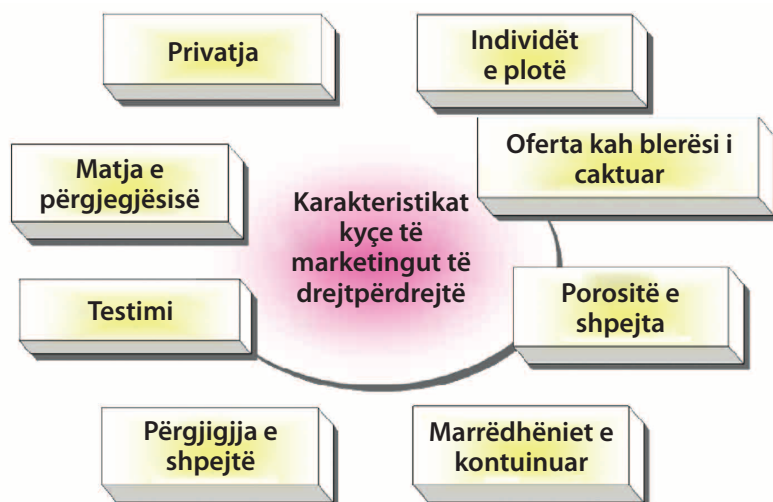 Privatja
Individët
e plotë
Oferta kah blerësi i
caktuar
Matja e
përgjegjësisë
Karakteristikat
kyçe të
marketingut të
drejtpërdrejtë
Porositë e
shpejta
Testimi
Përgjigjja e
shpejtë
Marrëdhëniet e
kontuinuar